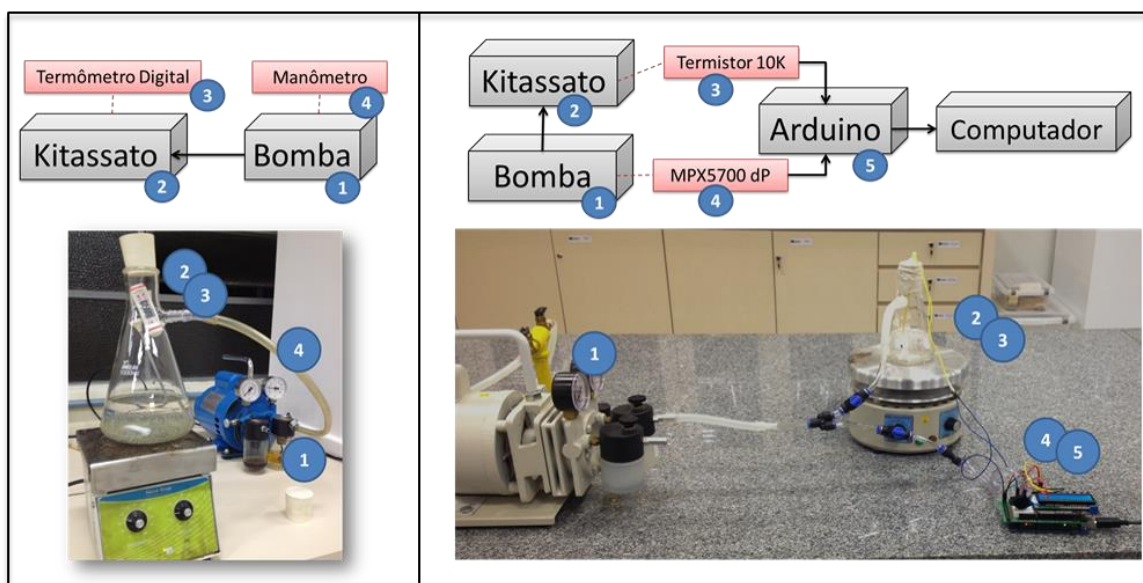 Termômetro Digital
3
Manômetro
4
Kitassato
2
Bomba
1
2
3
4
1
Kitassato
2
Termistor 10K
3
Arduino
5
Computador
Bomba
1
MPX5700 dP
4
1
2
3
4
5